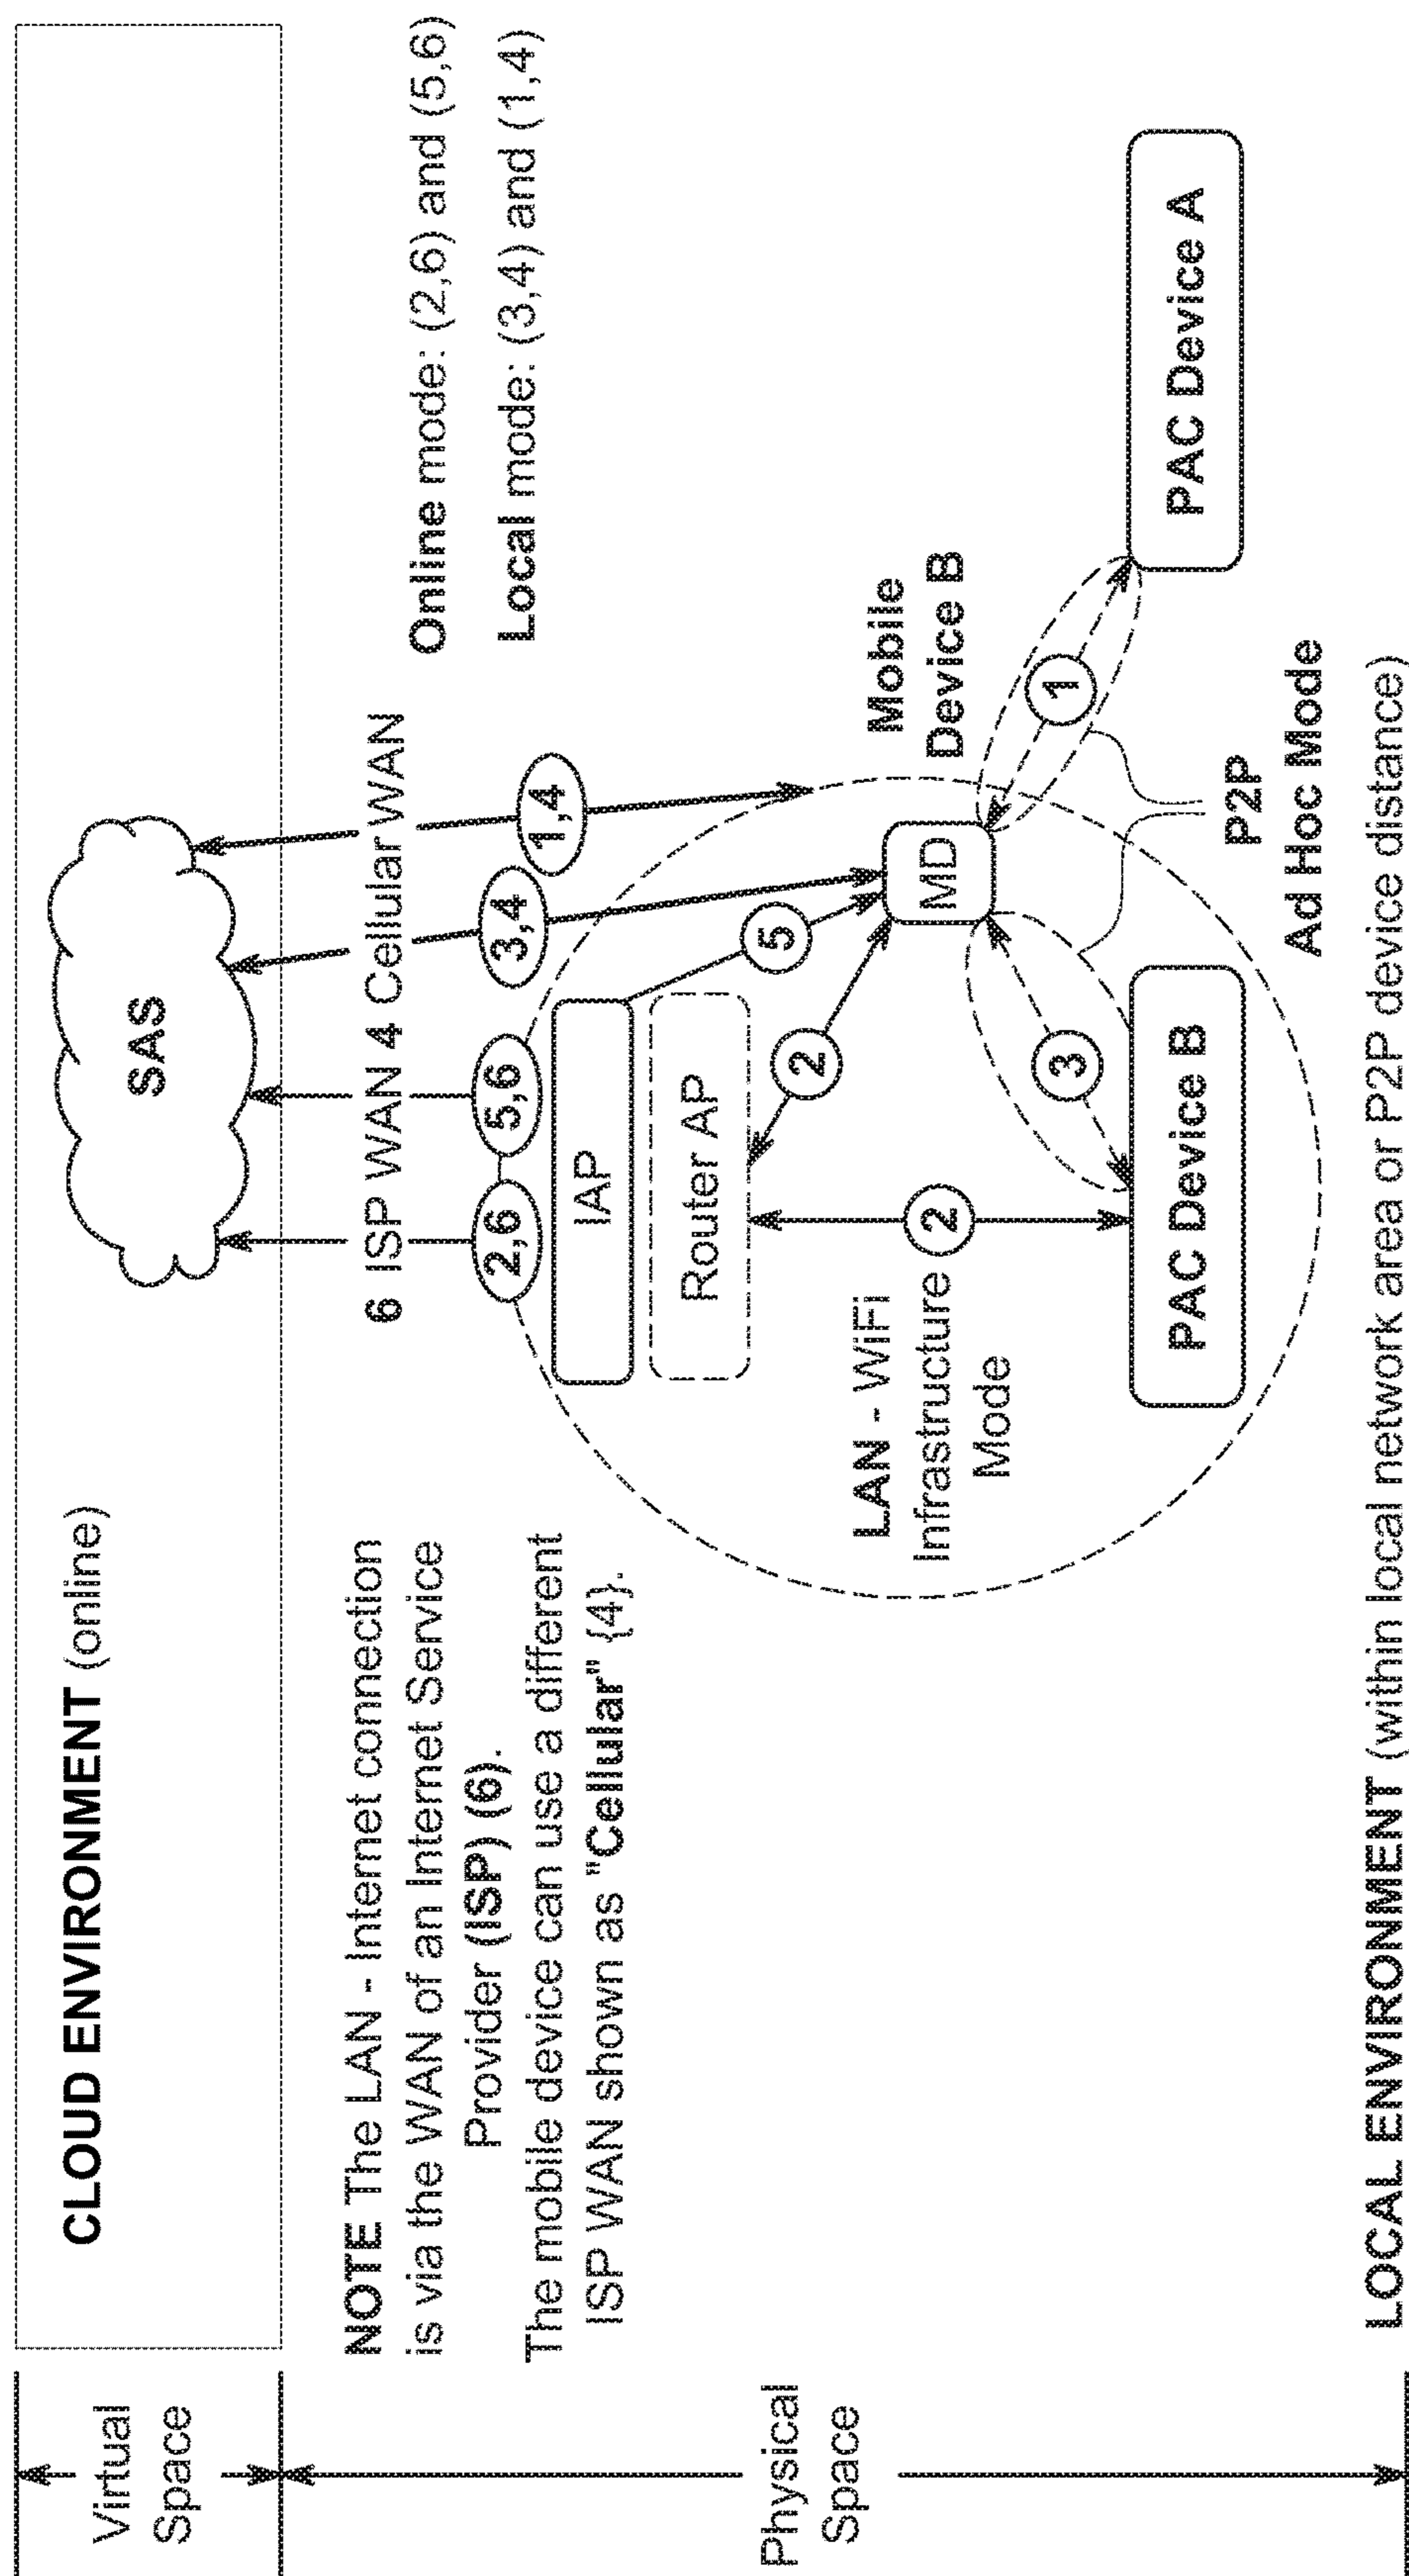 Virtual
Space
Physical
Space
CLOUD ENVIRONMENT (online)
SAS
NOTE The LAN - Internet connection
is via the WAN of an Internet Service
Provider (ISP) (6).
The mobile device can use a different
ISP WAN shown as "Cellular" {4}.
6 ISP WAN 4 Cellular WAN
Online mode: (2,6) and (5,6)
Local mode: (3,4) and (1,4)
2,6
5,6
3,4
1,4
IAP
Router AP
5
2
2
LAN - WiFi
Infrastructure
Mode
MD
Mobile
Device B
3
1
PAC Device B
PAC Device A
P2P
Ad Hoc Mode
LOCAL ENVIRONMENT (within local network area or P2P device distance)